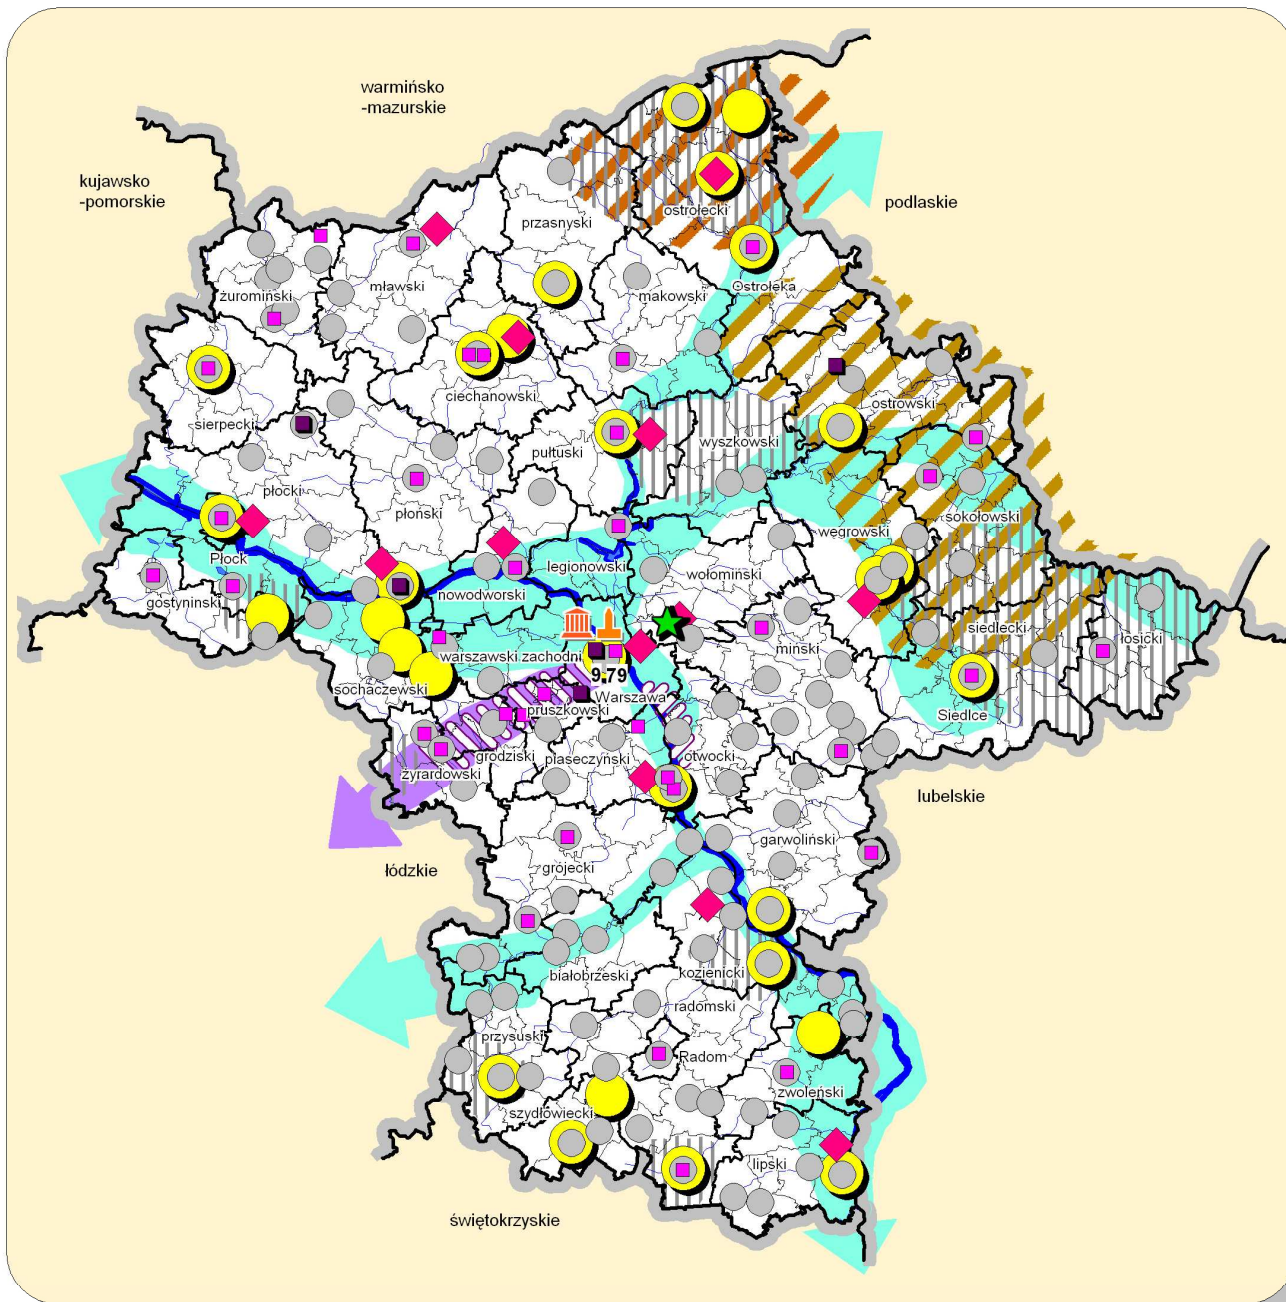 warmińsko
-mazurskie
kujawsko
-pomorskie
podlaskie
ostrołęcki
przasnyski
Ostrołęka
makowski
żuromiński
mławski
ciechanowski
ostrowski
sierpecki
wyszkowski
pułtuski
płocki
płoński
sokołowski
węgrowski
Płock
legionowski
wołomiński
nowodworski
gostyniński
siedlecki
łosicki
miński
warszawski zachodni
9.79
sochaczewski
Warszawa
pruszkowski
Siedlce
grodziski
piaseczyński
otwocki
żyrardowski
lubelskie
garwoliński
łódzkie
grójecki
białobrzeski
kozienicki
radomski
przysuski
Radom
zwoleński
szydłowiecki
lipski
świętokrzyskie